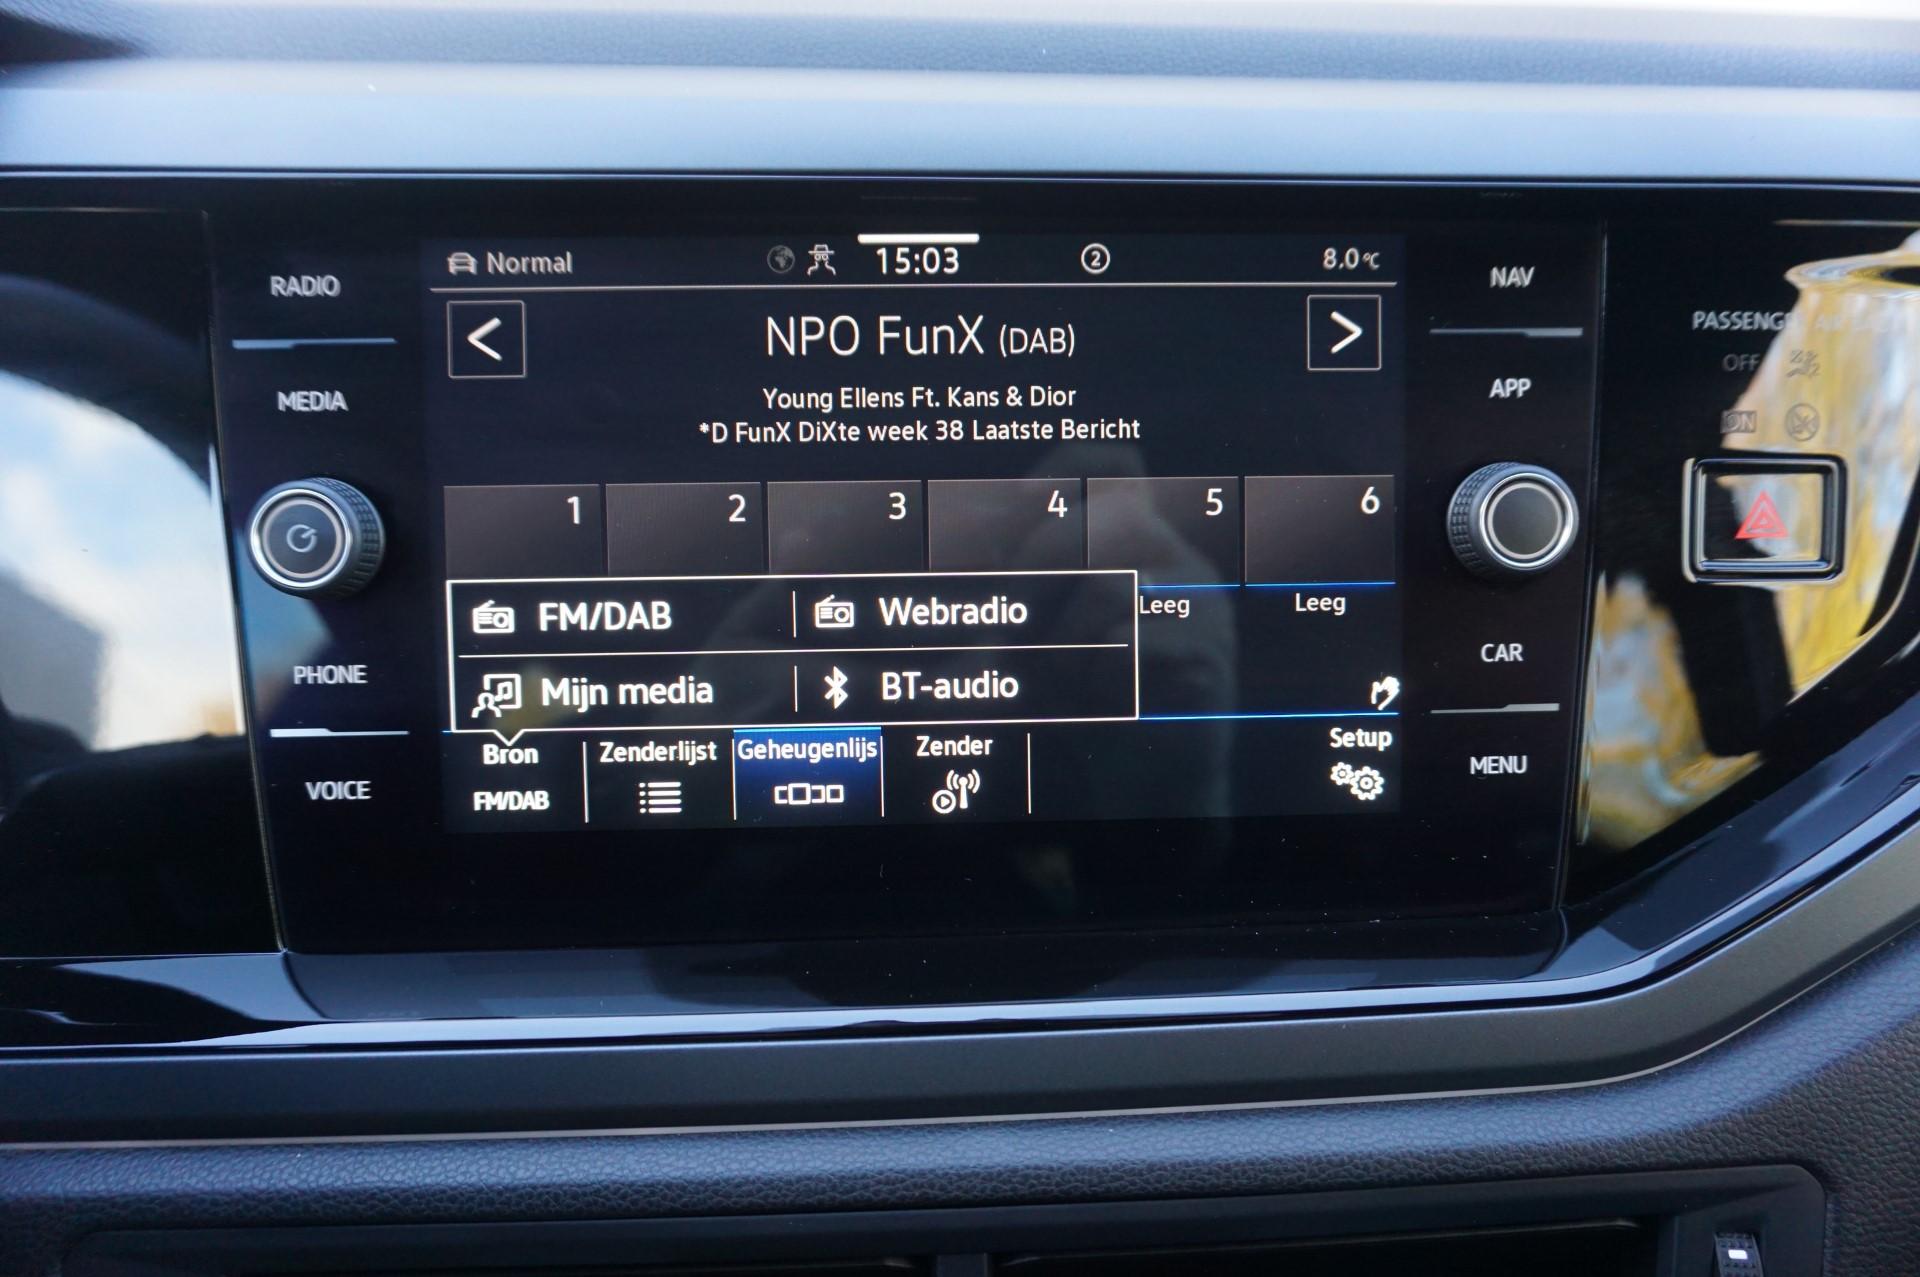 RADIO
MEDIA
PHONE
VOICE
Normal
15:03
2
8.0 °C
<
NPO FunX (DAB)
>
Young Ellens Ft. Kans & Dior
*D FunX DiXte week 38 Laatste Bericht
1 2 3 4 5 6
FM/DAB
Webradio
Leeg
Leeg
Mijn media
BT-audio
Bron
FM/DAB
Zenderlijst
Geheugenlijs
Zender
Setup
NAV
APP
CAR
MENU
OFF
ON